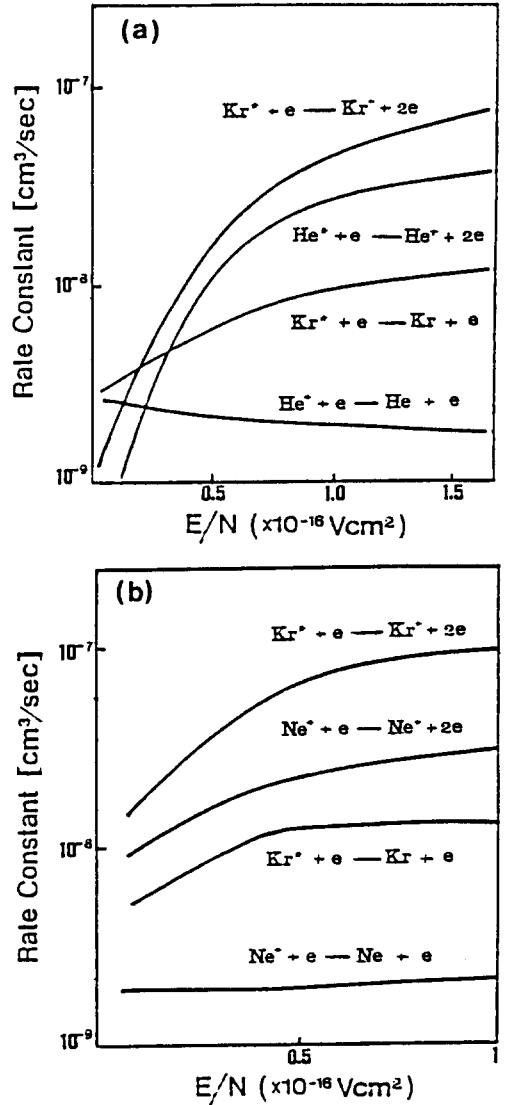 (a)
10⁻⁷
Kr* + e — Kr⁺ + 2e
He* + e — He⁺ + 2e
10⁻⁸
Kr* + e — Kr + e
He* + e — He + e
10⁻⁹
0.5 1.0 1.5
Rate Constant [cm³/sec]
E/N (×10⁻¹⁶ Vcm²)
(b)
10⁻⁷
Kr* + e — Kr⁺ + 2e
Ne* + e — Ne⁺ + 2e
10⁻⁸
Kr* + e — Kr + e
Ne* + e — Ne + e
10⁻⁹
0.5 1
Rate Constant [cm³/sec]
E/N (×10⁻¹⁶ Vcm²)